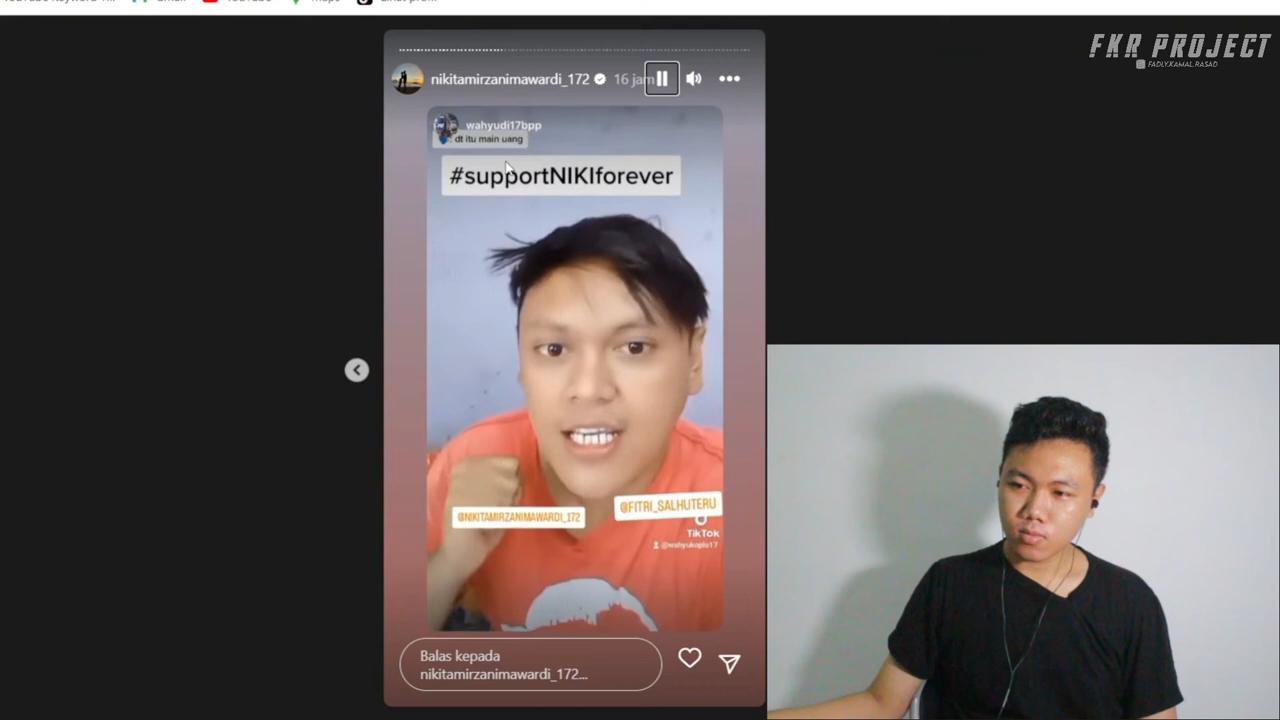 FKR PROJECT
FADLY.KAMAL.RASAD
nikitamirzanimawardi_172 16 jam
wahyudi17bpp
dt itu main uang
#supportNIKIforever
@FITRI_SALHUTERU
@NIKITAMIRZANIMAWARDI_172
TikTok
@wahyukoplo17
Balas kepada
nikitamirzanimawardi_172...